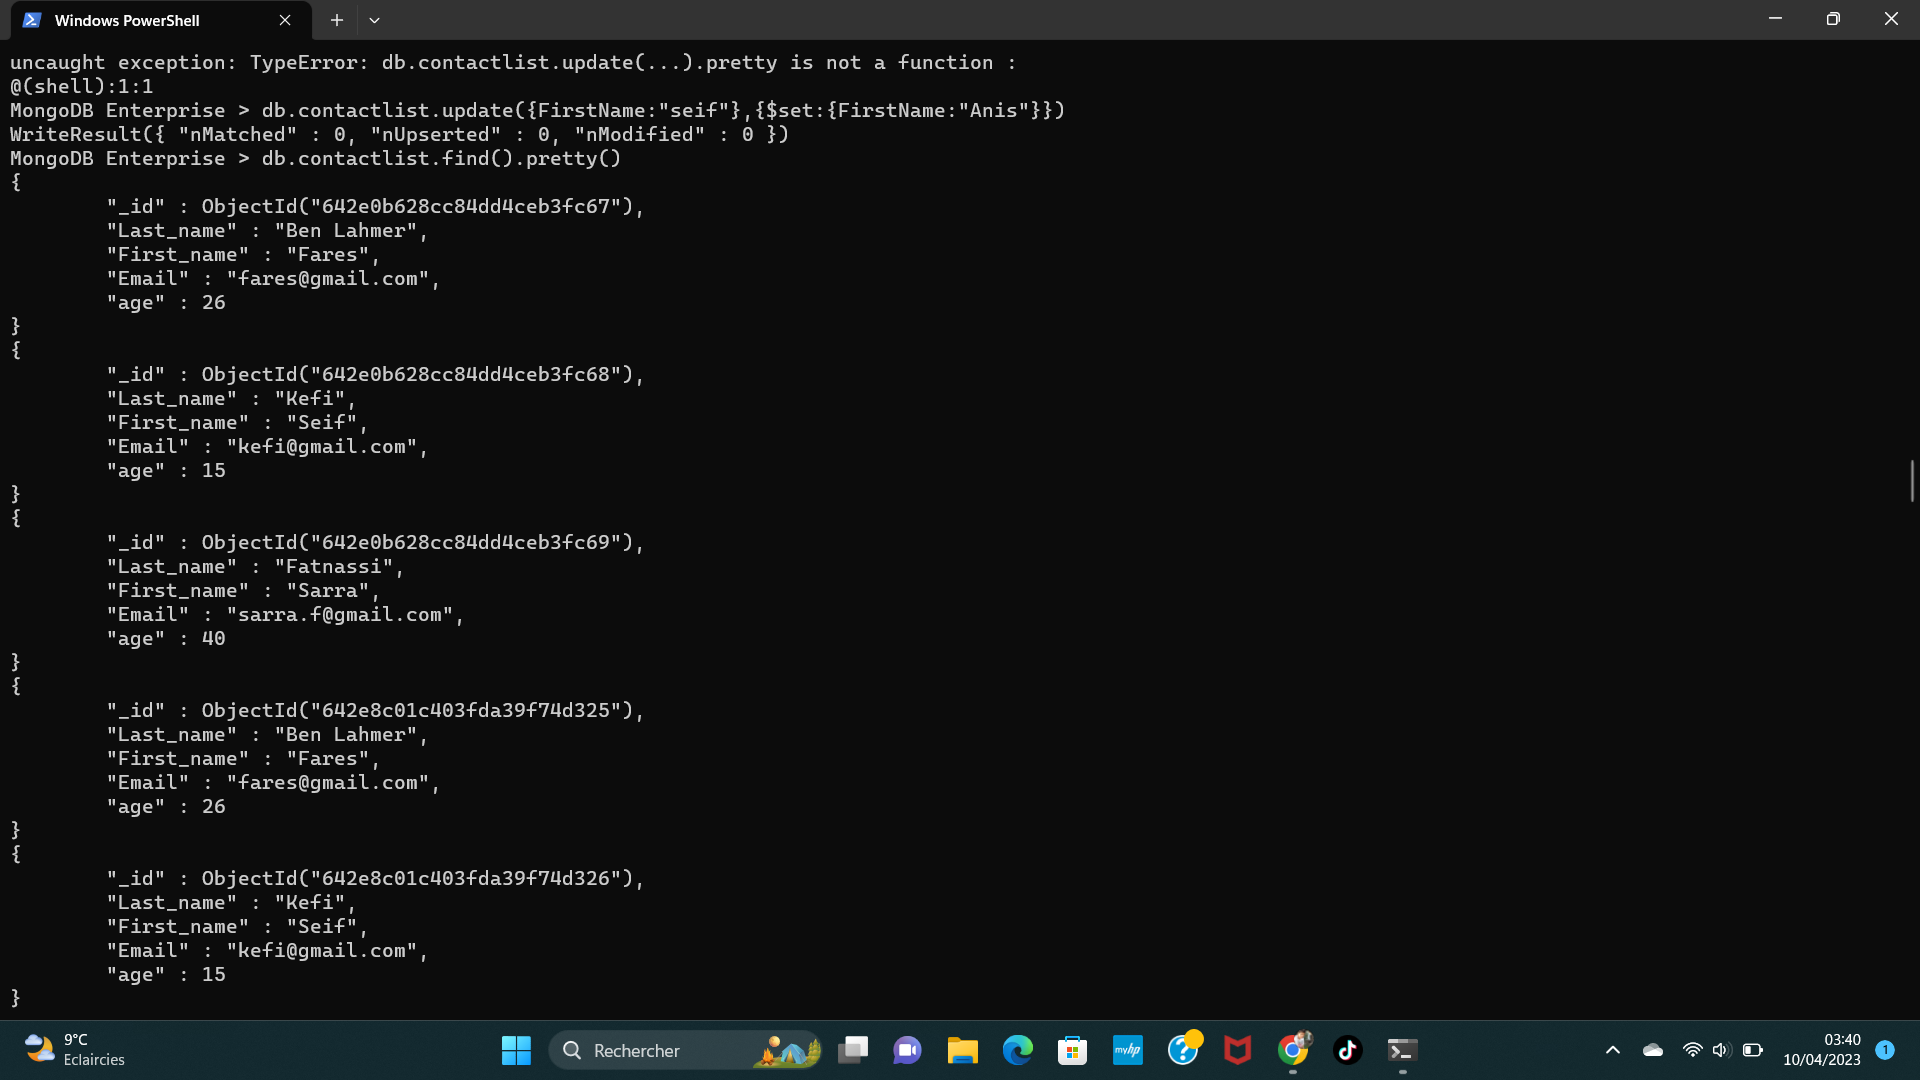 Windows PowerShell
uncaught exception: TypeError: db.contactlist.update(...).pretty is not a function :
@(shell):1:1
MongoDB Enterprise > db.contactlist.update({FirstName:"seif"},{$set:{FirstName:"Anis"}})
WriteResult({ "nMatched" : 0, "nUpserted" : 0, "nModified" : 0 })
MongoDB Enterprise > db.contactlist.find().pretty()
{
"_id" : ObjectId("642e0b628cc84dd4ceb3fc67"),
"Last_name" : "Ben Lahmer",
"First_name" : "Fares",
"Email" : "fares@gmail.com",
"age" : 26
}
{
"_id" : ObjectId("642e0b628cc84dd4ceb3fc68"),
"Last_name" : "Kefi",
"First_name" : "Seif",
"Email" : "kefi@gmail.com",
"age" : 15
}
{
"_id" : ObjectId("642e0b628cc84dd4ceb3fc69"),
"Last_name" : "Fatnassi",
"First_name" : "Sarra",
"Email" : "sarra.f@gmail.com",
"age" : 40
}
{
"_id" : ObjectId("642e8c01c403fda39f74d325"),
"Last_name" : "Ben Lahmer",
"First_name" : "Fares",
"Email" : "fares@gmail.com",
"age" : 26
}
{
"_id" : ObjectId("642e8c01c403fda39f74d326"),
"Last_name" : "Kefi",
"First_name" : "Seif",
"Email" : "kefi@gmail.com",
"age" : 15
}
9°C
Eclaircies
Rechercher
myhp
03:40
10/04/2023
1